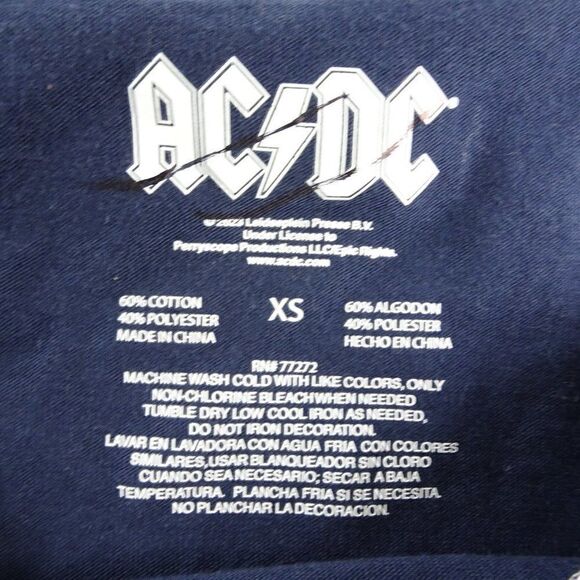 AC⚡DC®
© 2023 Leidseplein Presse B.V.
Under License to
Perryscope Productions LLC/Epic Rights.
www.acdc.com
60% COTTON
40% POLYESTER
MADE IN CHINA
XS
60% ALGODON
40% POLIESTER
HECHO EN CHINA
RN# 77272
MACHINE WASH COLD WITH LIKE COLORS, ONLY
NON-CHLORINE BLEACH WHEN NEEDED
TUMBLE DRY LOW COOL IRON AS NEEDED,
DO NOT IRON DECORATION.
LAVAR EN LAVADORA CON AGUA FRIA CON COLORES
SIMILARES, USAR BLANQUEADOR SIN CLORO
CUANDO SEA NECESARIO; SECAR A BAJA
TEMPERATURA. PLANCHA FRIA SI SE NECESITA.
NO PLANCHAR LA DECORACION.